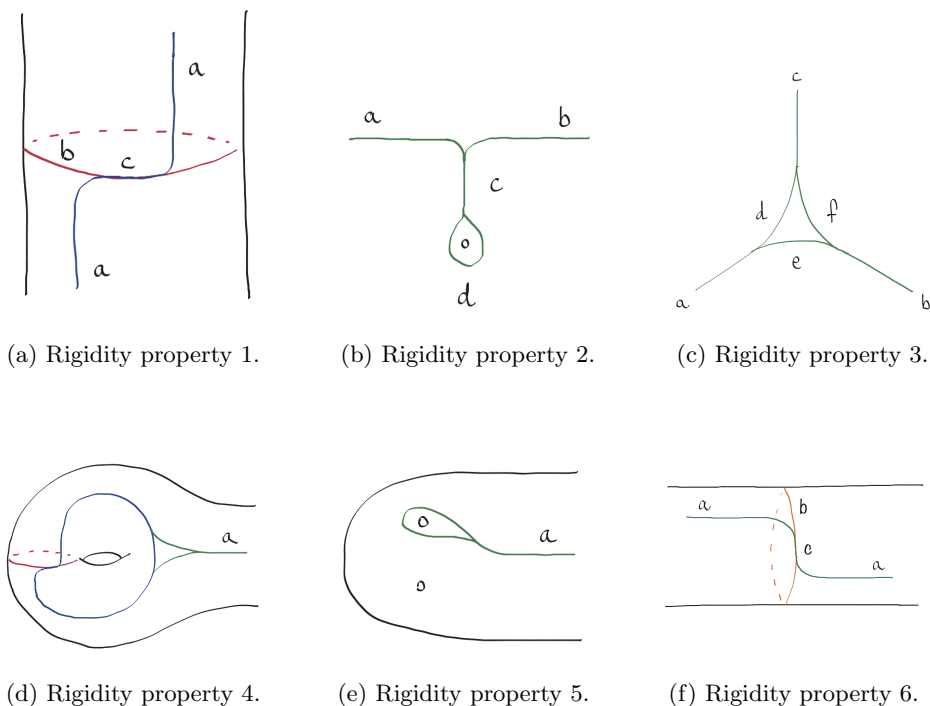 a
b
c
a
a
b
c
d
c
d
f
e
a
b
(a) Rigidity property 1.
(b) Rigidity property 2.
(c) Rigidity property 3.
a
a
a
b
c
a
(d) Rigidity property 4.
(e) Rigidity property 5.
(f) Rigidity property 6.